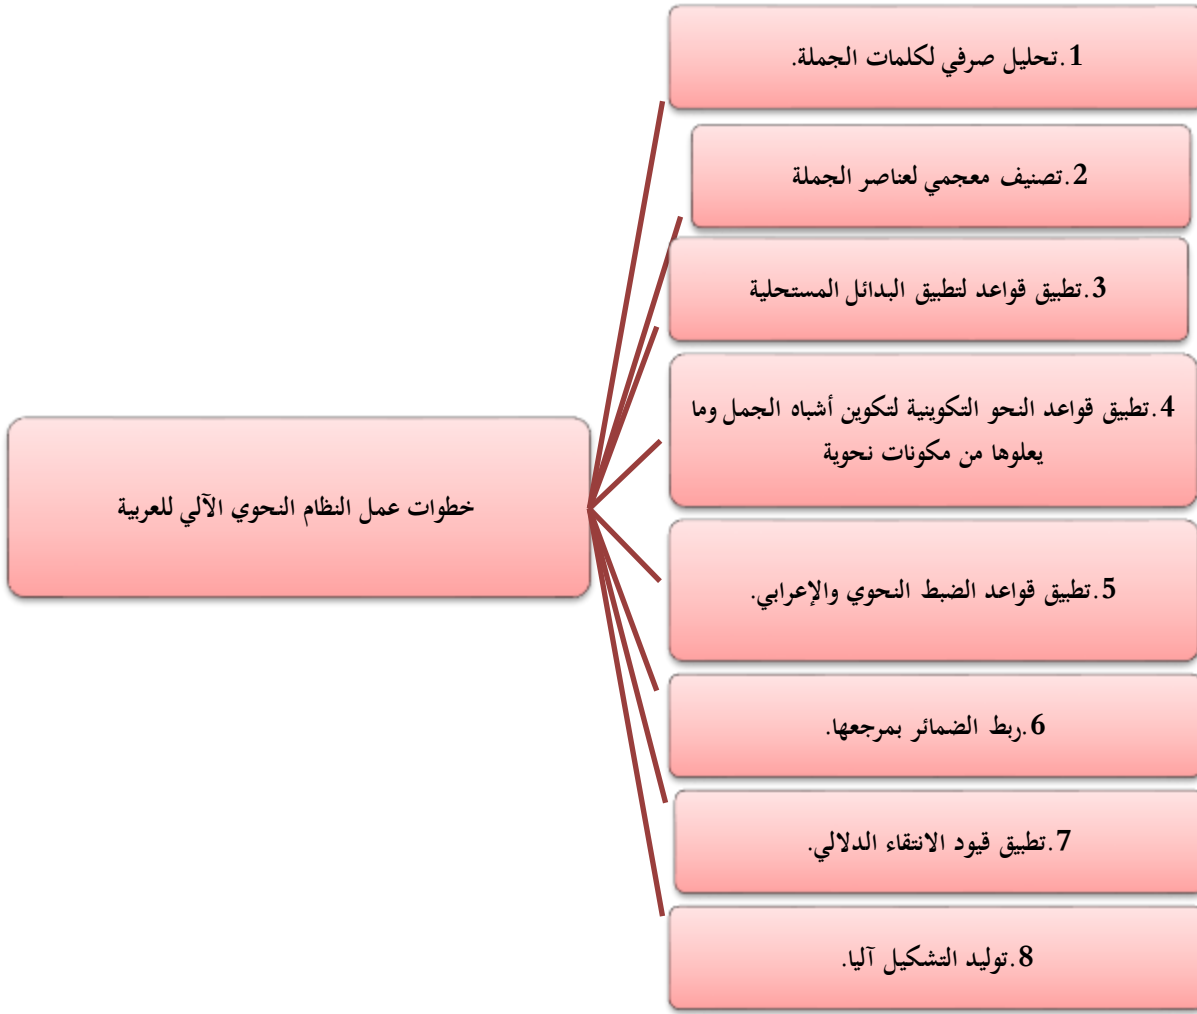 1.تحليل صرفي لكلمات الجملة.
2.تصنيف معجمي لعناصر الجملة
3.تطبيق قواعد لتطبيق البدائل المستحلية
4.تطبيق قواعد النحو التكوينية لتكوين أشباه الجمل وما
يعلوها من مكونات نحوية
خطوات عمل النظام النحوي الآلي للعربية
5.تطبيق قواعد الضبط النحوي والإعرابي.
6.ربط الضمائر بمرجعها.
7.تطبيق قيود الانتقاء الدلالي.
8.توليد التشكيل آليا.